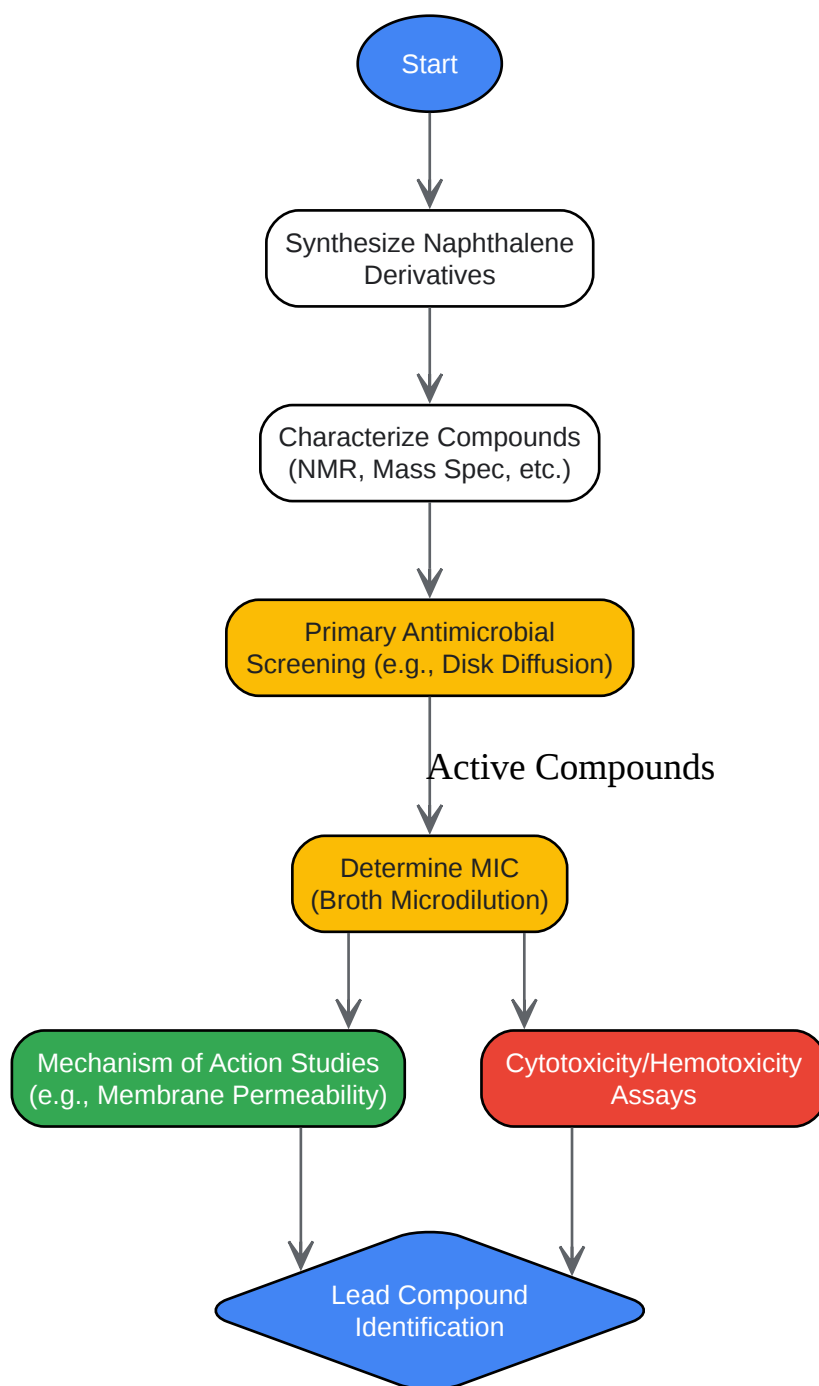 Start
Synthesize Naphthalene
Derivatives
Characterize Compounds
(NMR, Mass Spec, etc.)
Primary Antimicrobial
Screening (e.g., Disk Diffusion)
Active Compounds
Determine MIC
(Broth Microdilution)
Mechanism of Action Studies
(e.g., Membrane Permeability)
Cytotoxicity/Hemotoxicity
Assays
Lead Compound
Identification